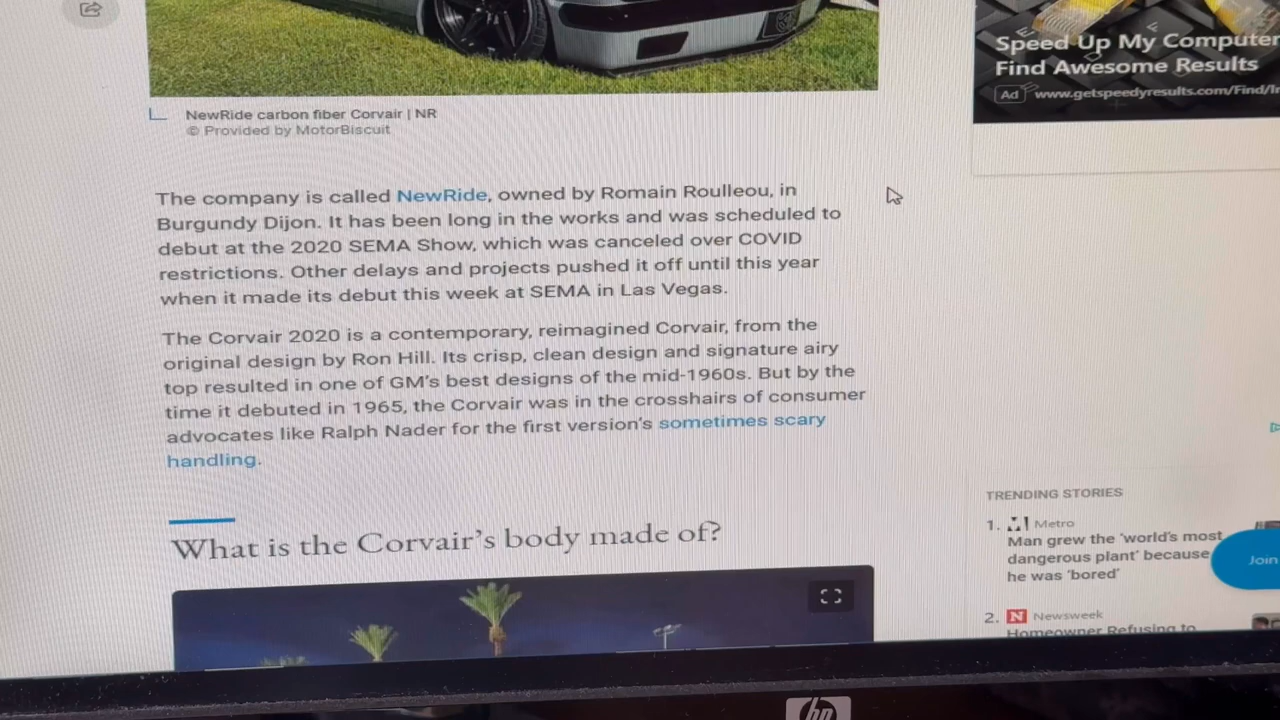 Speed Up My Computer
Find Awesome Results
Ad www.getspeedyresults.com/Find/In
NewRide carbon fiber Corvair | NR
© Provided by MotorBiscuit
The company is called NewRide, owned by Romain Roulleou, in
Burgundy Dijon. It has been long in the works and was scheduled to
debut at the 2020 SEMA Show, which was canceled over COVID
restrictions. Other delays and projects pushed it off until this year
when it made its debut this week at SEMA in Las Vegas.
The Corvair 2020 is a contemporary, reimagined Corvair, from the
original design by Ron Hill. Its crisp, clean design and signature airy
top resulted in one of GM's best designs of the mid-1960s. But by the
time it debuted in 1965, the Corvair was in the crosshairs of consumer
advocates like Ralph Nader for the first version's sometimes scary
handling.
What is the Corvair's body made of?
TRENDING STORIES
1. Metro
Man grew the 'world's most
dangerous plant' because
he was 'bored'
Join
2. N Newsweek
Homeowner Refusing to
hp